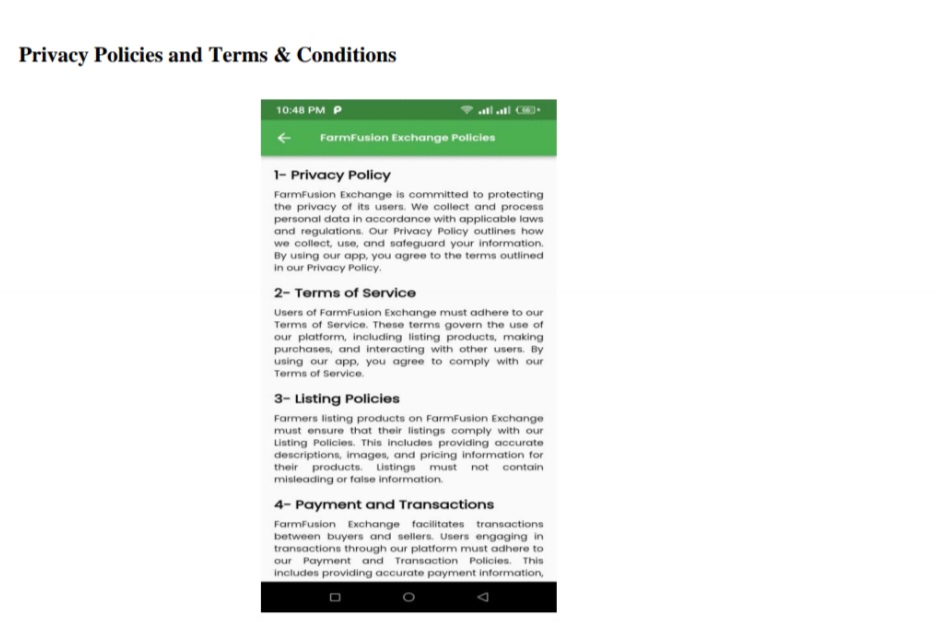 Privacy Policies and Terms & Conditions
10:48 PM
FarmFusion Exchange Policies
1- Privacy Policy
FarmFusion Exchange is committed to protecting
the privacy of its users. We collect and process
personal data in accordance with applicable laws
and regulations. Our Privacy Policy outlines how
we collect, use, and safeguard your information.
By using our app, you agree to the terms outlined
in our Privacy Policy.
2- Terms of Service
Users of FarmFusion Exchange must adhere to our
Terms of Service. These terms govern the use of
our platform, including listing products, making
purchases, and interacting with other users. By
using our app, you agree to comply with our
Terms of Service.
3- Listing Policies
Farmers listing products on FarmFusion Exchange
must ensure that their listings comply with our
Listing Policies. This includes providing accurate
descriptions, images, and pricing information for
their products. Listings must not contain
misleading or false information.
4- Payment and Transactions
FarmFusion Exchange facilitates transactions
between buyers and sellers. Users engaging in
transactions through our platform must adhere to
our Payment and Transaction Policies. This
includes providing accurate payment information,